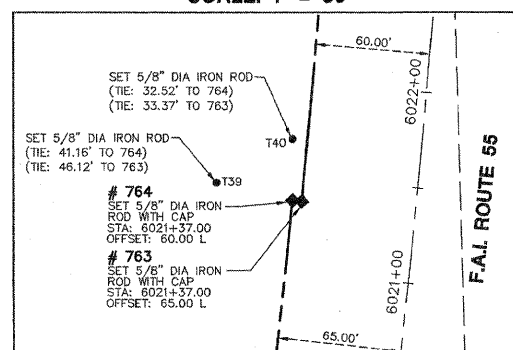 60.00'
SET 5/8" DIA IRON ROD
(TIE: 32.52' TO 764)
(TIE: 33.37' TO 763)
6022+00
T40
SET 5/8" DIA IRON ROD
(TIE: 41.16' TO 764)
(TIE: 46.12' TO 763)
T39
# 764
SET 5/8" DIA IRON
ROD WITH CAP
STA: 6021+37.00
OFFSET: 60.00 L
# 763
SET 5/8" DIA IRON
ROD WITH CAP
STA: 6021+37.00
OFFSET: 65.00 L
F.A.I. ROUTE 55
6021+00
65.00'